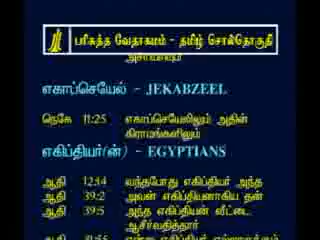 பரிசுத்த வேதாகமம் - தமிழ் சொல்தொகுதி
எகாப்செயேல் - JEKABZEEL
நெகே 11:25 எகாப்செயேலிலும் அதின்
கிராமங்களிலும்
எகிப்தியர்(ன்) - EGYPTIANS
ஆதி 12:14 வந்தபோது எகிப்தியர் அந்த
ஆதி 39:2 அவன் எகிப்தியனாகிய தன்
ஆதி 39:5 அந்த எகிப்தியன் வீட்டை
ஆசீர்வதித்தார்